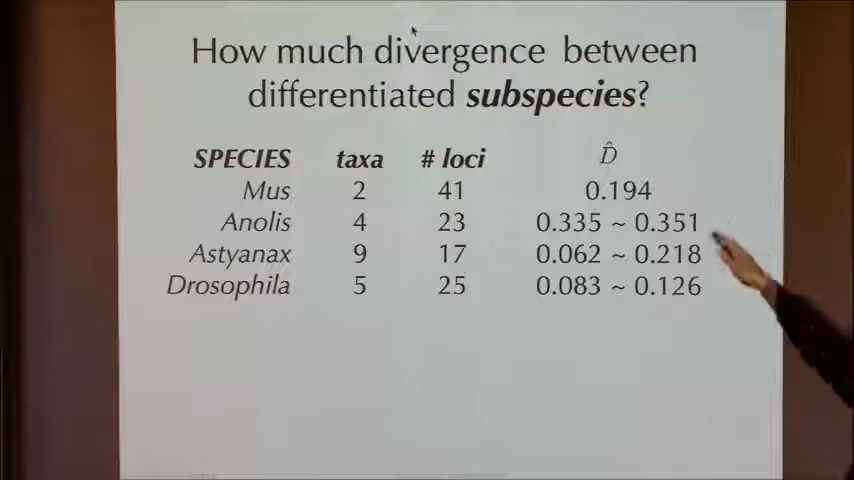 How much divergence between
differentiated subspecies?
SPECIES taxa # loci D̂
Mus 2 41 0.194
Anolis 4 23 0.335 ~ 0.351
Astyanax 9 17 0.062 ~ 0.218
Drosophila 5 25 0.083 ~ 0.126